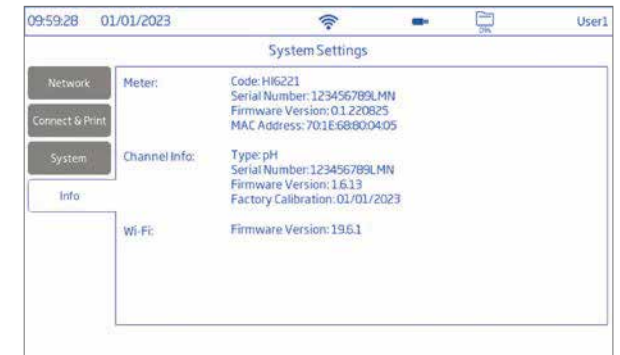 09:59:28 01/01/2023 User1
System Settings
Network
Connect & Print
System
Info
Meter: Code: HI6221
Serial Number: 123456789LMN
Firmware Version: 0.1.220825
MAC Address: 70:1E:68:80:04:05
Channel Info: Type: pH
Serial Number: 123456789LMN
Firmware Version: 1.6.13
Factory Calibration: 01/01/2023
Wi-Fi: Firmware Version: 19.6.1